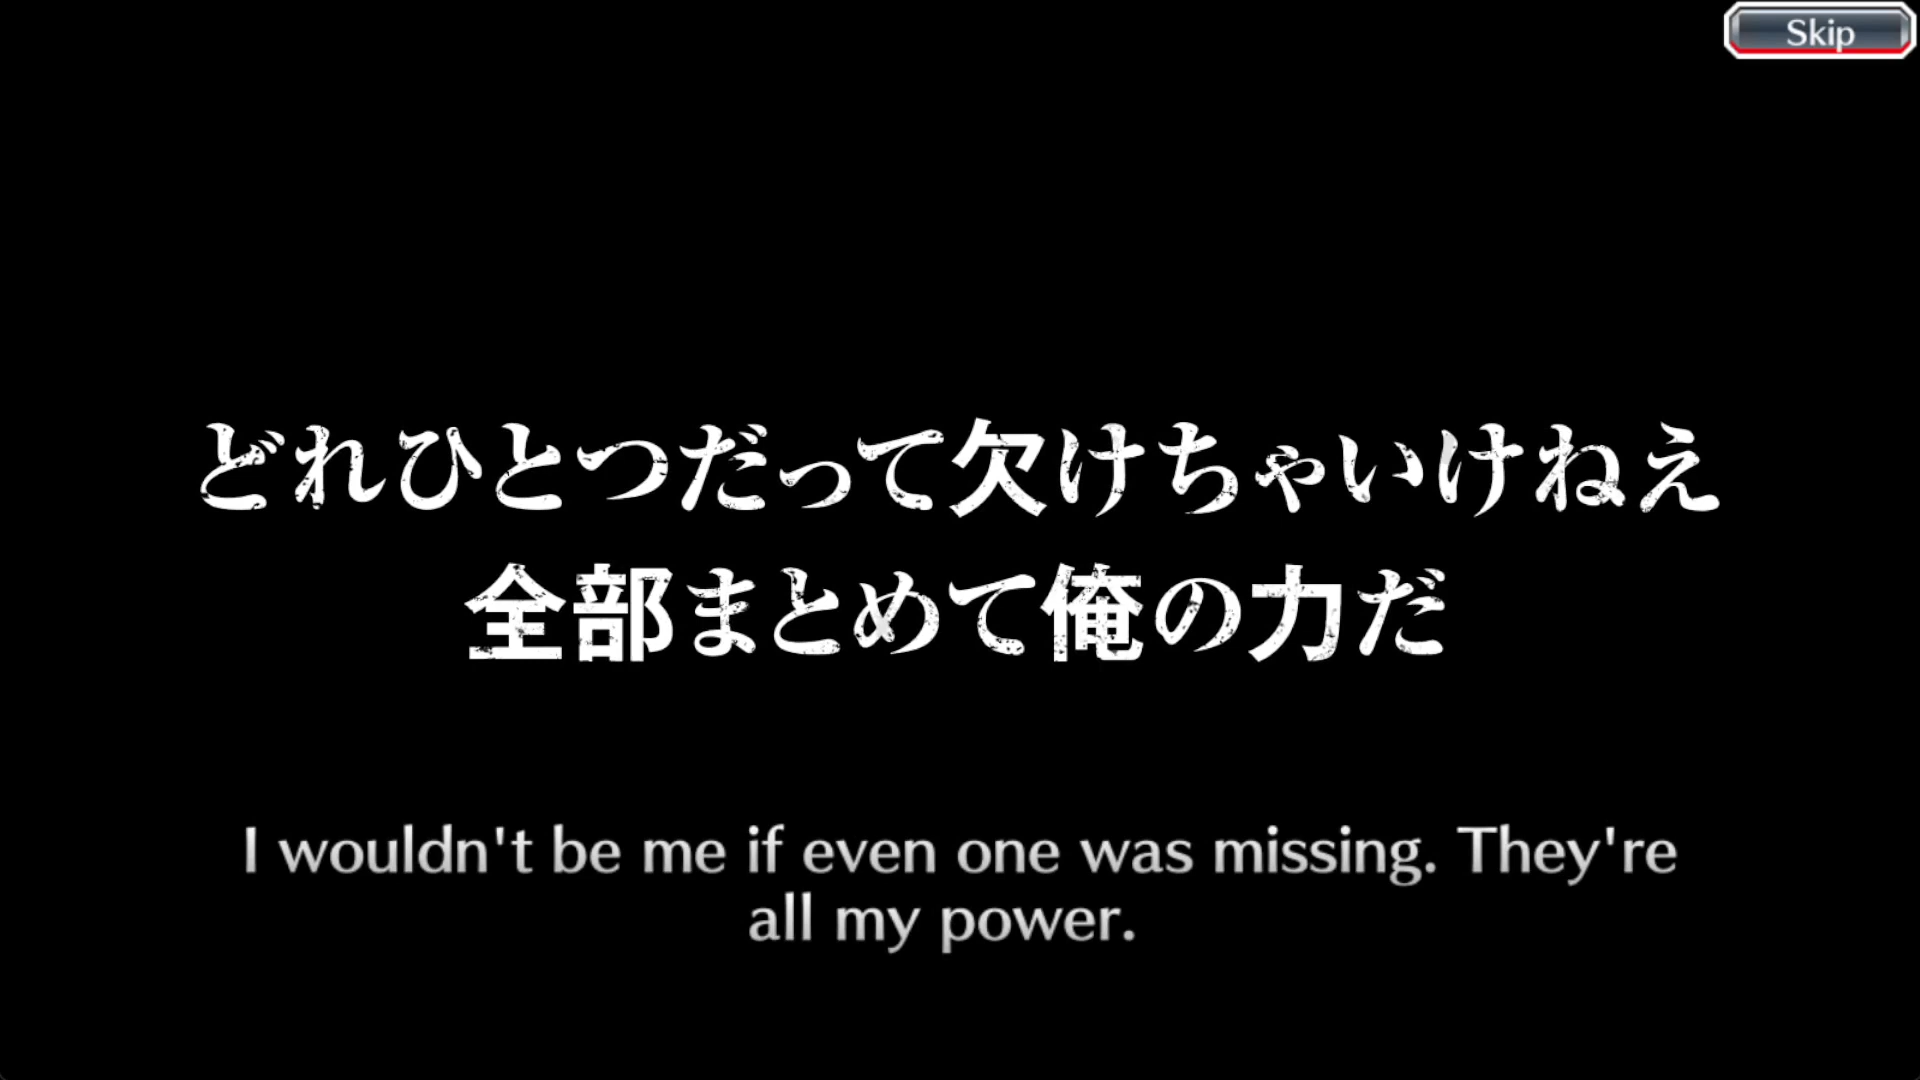 Skip
どれひとつだって欠けちゃいけねえ
全部まとめて俺の力だ
I wouldn't be me if even one was missing. They're
all my power.